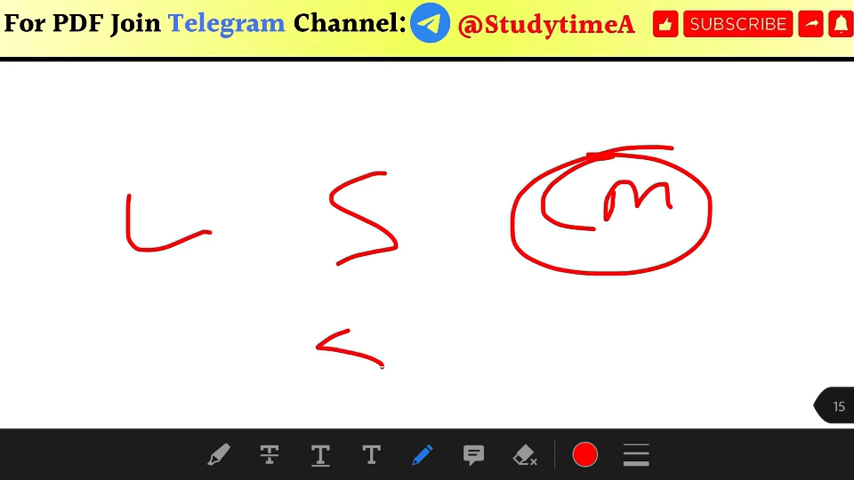 For PDF Join Telegram Channel: @StudytimeA SUBSCRIBE
L S m
15
T T T